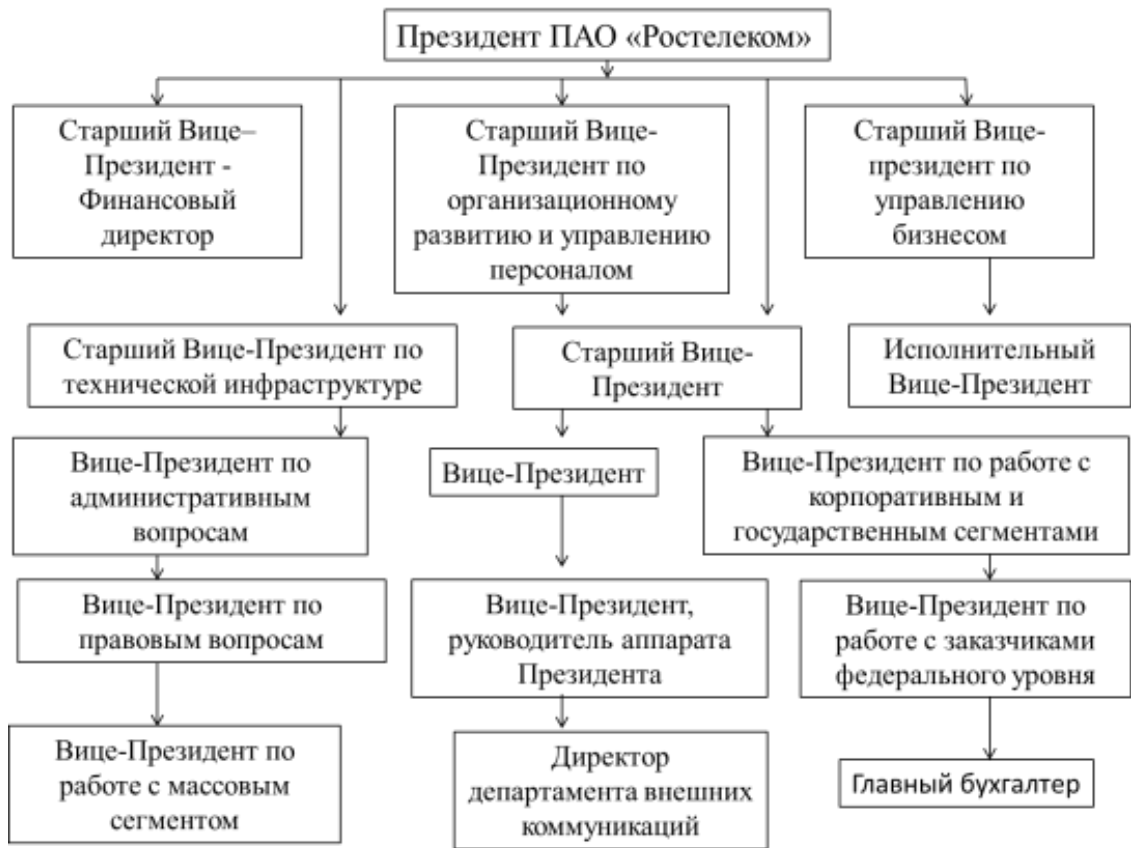 Президент ПАО «Ростелеком»
Старший Вице–
Президент -
Финансовый
директор
Старший Вице-
Президент по
организационному
развитию и управлению
персоналом
Старший Вице-
президент по
управлению
бизнесом
Старший Вице-Президент по
технической инфраструктуре
Старший Вице-
Президент
Исполнительный
Вице-Президент
Вице-Президент по
административным
вопросам
Вице-Президент
Вице-Президент по работе с
корпоративным и
государственным сегментами
Вице-Президент по
правовым вопросам
Вице-Президент,
руководитель аппарата
Президента
Вице-Президент по
работе с заказчиками
федерального уровня
Вице-Президент по
работе с массовым
сегментом
Директор
департамента внешних
коммуникаций
Главный бухгалтер